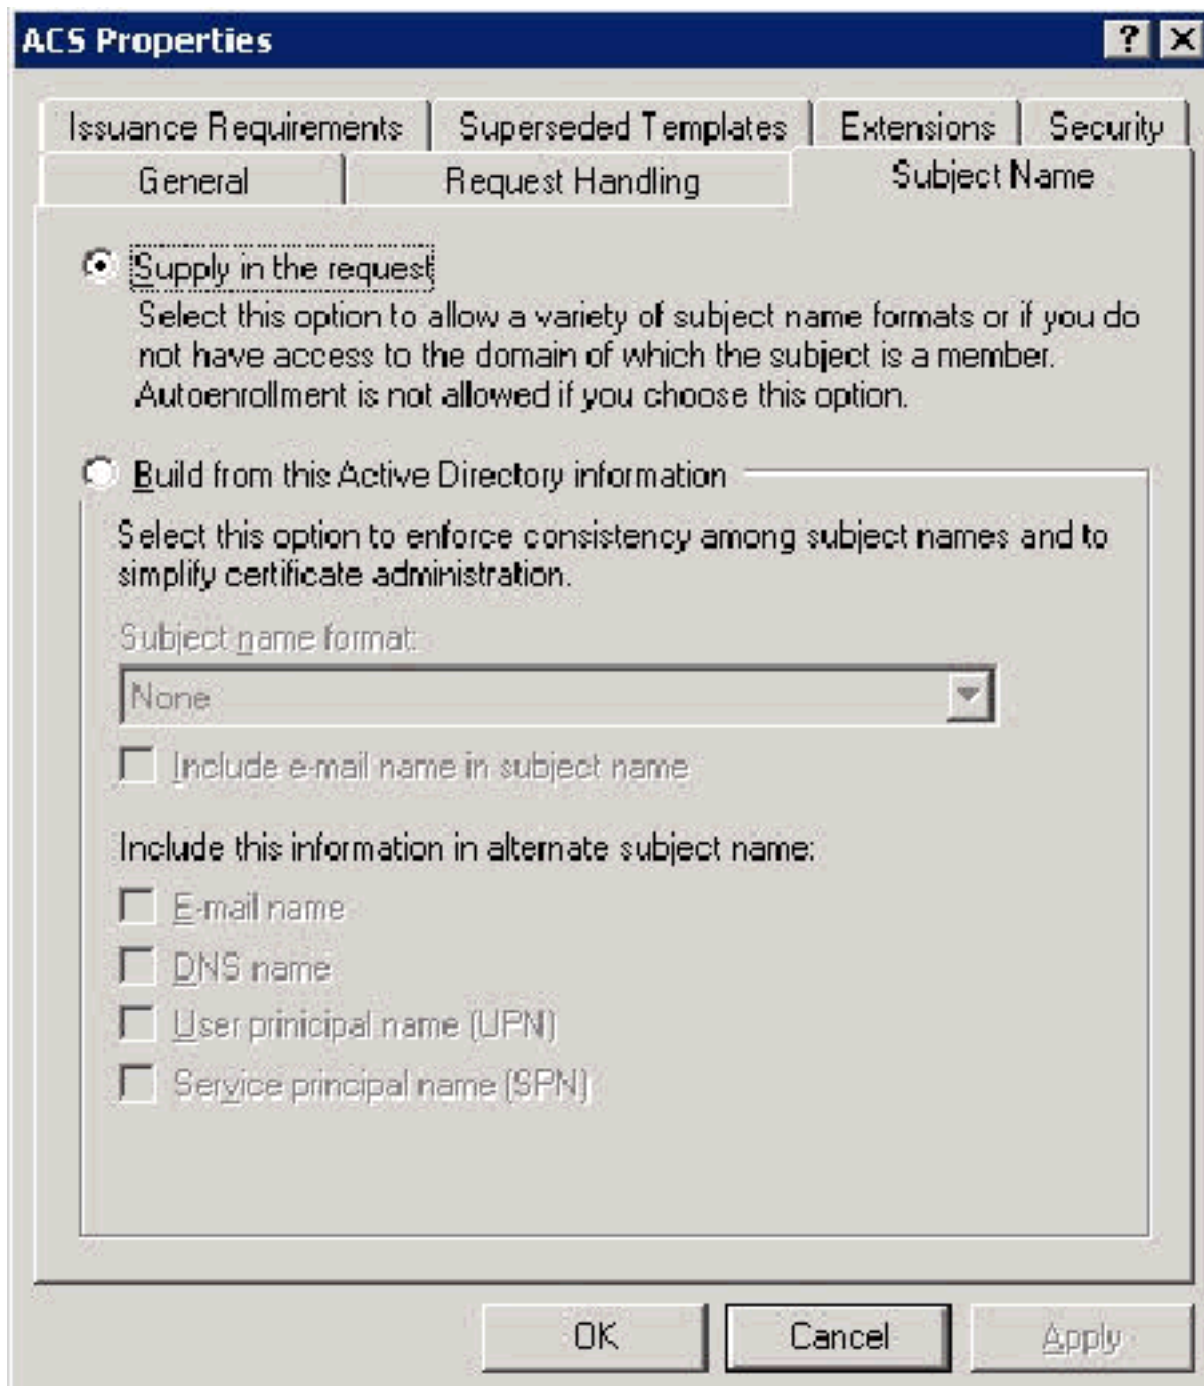 ACS Properties
Issuance Requirements
Superseded Templates
Extensions
Security
General
Request Handling
Subject Name
Supply in the request
Select this option to allow a variety of subject name formats or if you do
not have access to the domain of which the subject is a member.
Autoenrollment is not allowed if you choose this option.
Build from this Active Directory information
Select this option to enforce consistency among subject names and to
simplify certificate administration.
Subject name format:
None
Include e-mail name in subject name
Include this information in alternate subject name:
E-mail name
DNS name
User prinicipal name (UPN)
Service principal name (SPN)
OK
Cancel
Apply